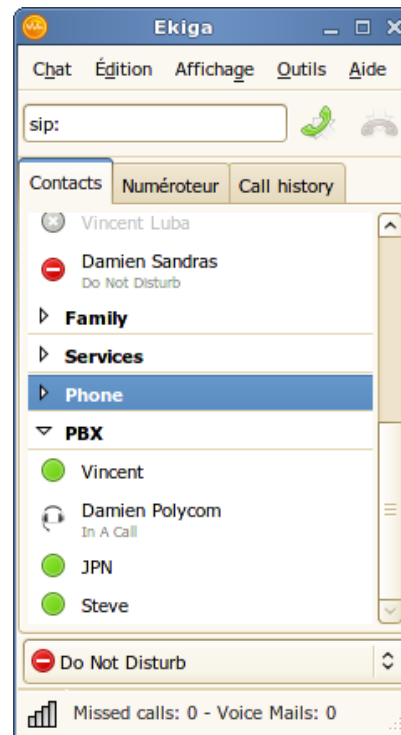 Ekiga
Chat Édition Affichage Outils Aide
sip:
Contacts Numéroteur Call history
Vincent Luba
Damien Sandras
Do Not Disturb
Family
Services
Phone
PBX
Vincent
Damien Polycom
In A Call
JPN
Steve
Do Not Disturb
Missed calls: 0 - Voice Mails: 0